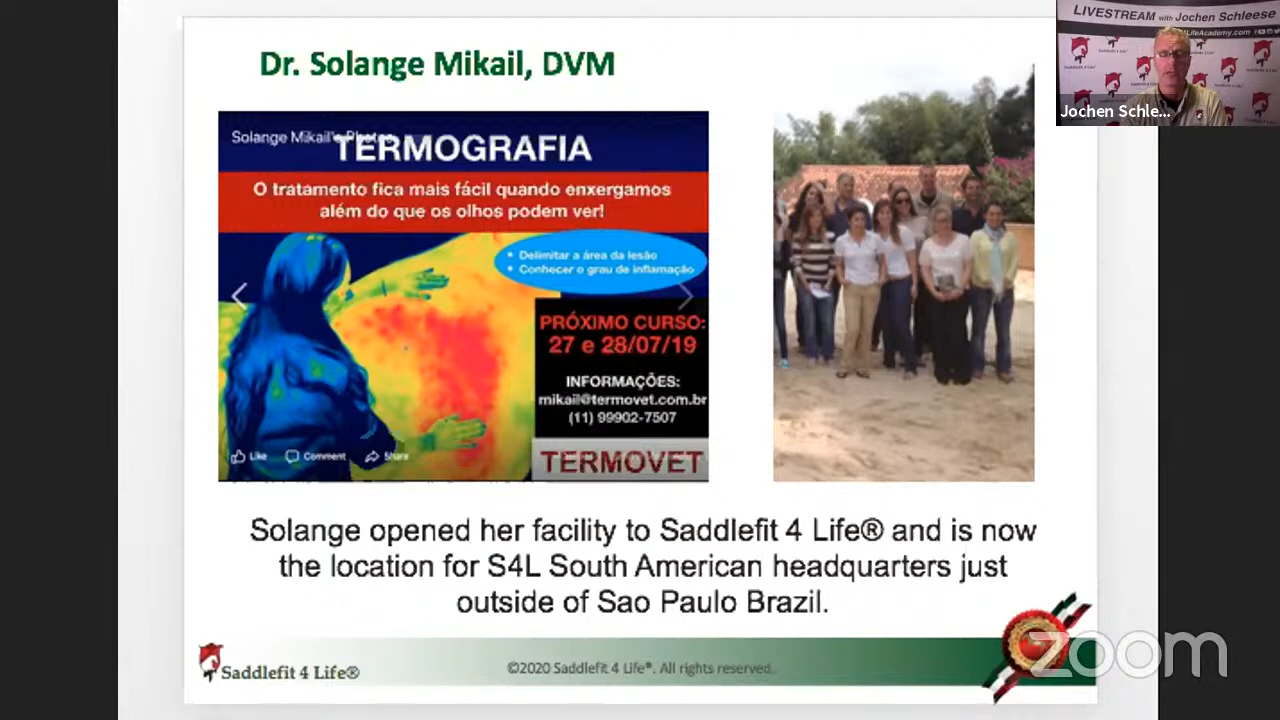 Dr. Solange Mikail, DVM
LIVESTREAM with Jochen Schleese
Saddlefit 4 Life®
Jochen Schle...
Solange Mikail's Photos
TERMOGRAFIA
O tratamento fica mais fácil quando enxergamos
além do que os olhos podem ver!
• Delimitar a área da lesão
• Conhecer o grau de inflamação
PRÓXIMO CURSO:
27 e 28/07/19
INFORMAÇÕES:
mikail@termovet.com.br
(11) 99902-7507
Like Comment Share
TERMOVET
Solange opened her facility to Saddlefit 4 Life® and is now
the location for S4L South American headquarters just
outside of Sao Paulo Brazil.
Saddlefit 4 Life®
©2020 Saddlefit 4 Life®. All rights reserved.
zoom